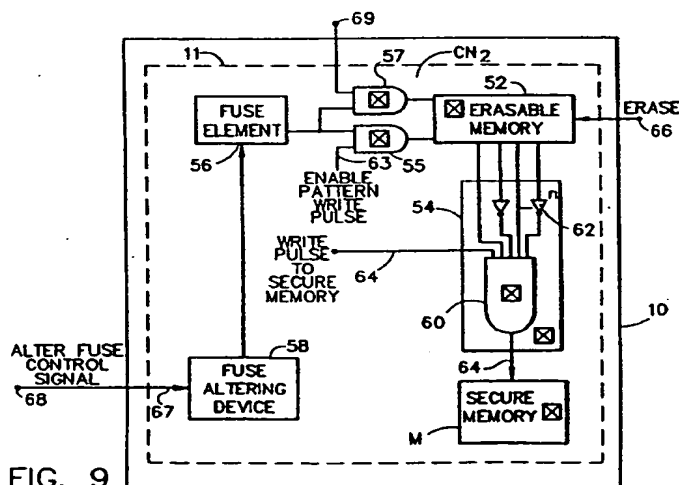 69
11
57
CN2
52
FUSE
ELEMENT
56
ERASABLE
MEMORY
ERASE
66
63
55
ENABLE
PATTERN
WRITE
PULSE
54
n
62
WRITE
PULSE
TO
SECURE
MEMORY
64
60
10
ALTER FUSE
CONTROL
SIGNAL
68
67
58
FUSE
ALTERING
DEVICE
64
SECURE
MEMORY
M
FIG. 9